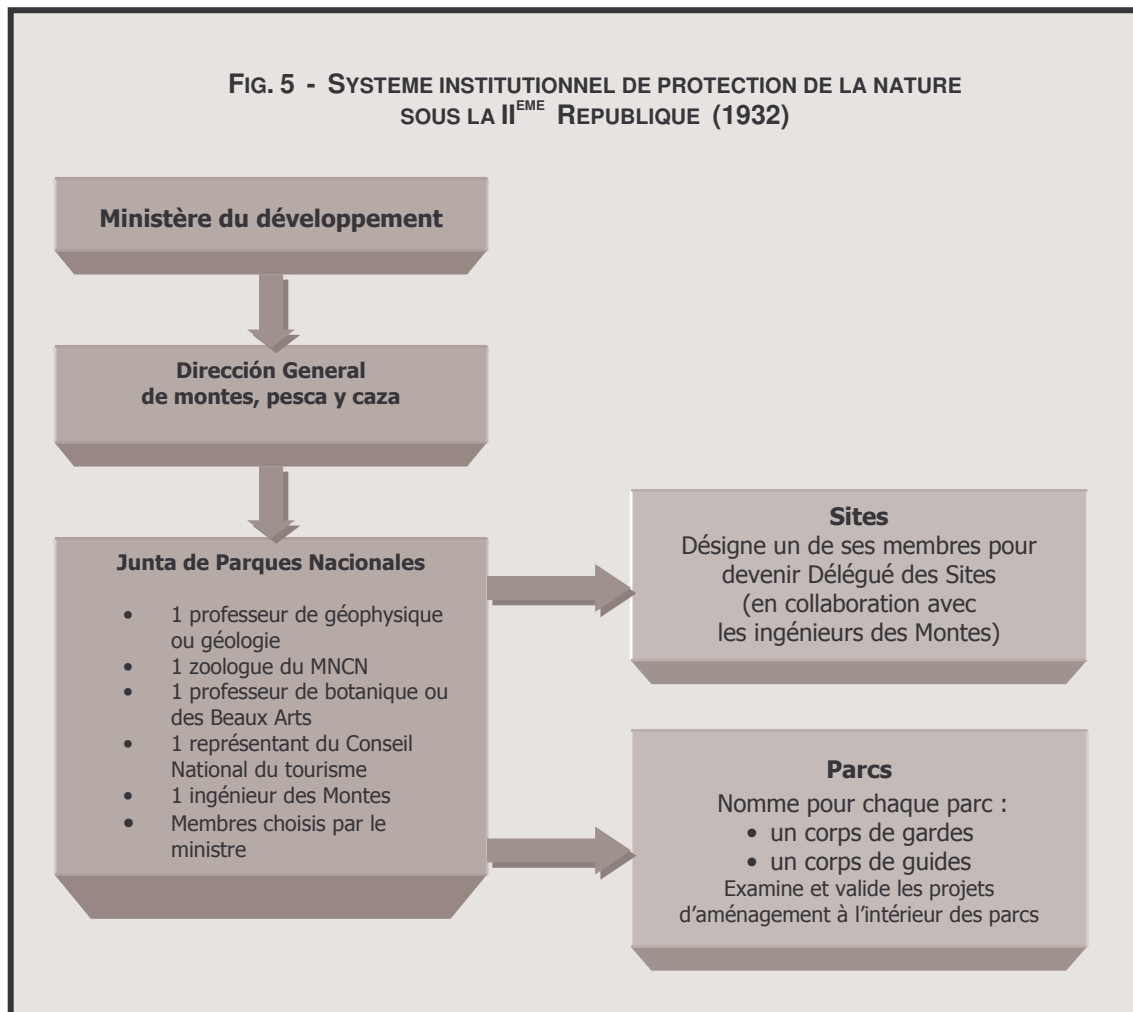 FIG. 5 - SYSTEME INSTITUTIONNEL DE PROTECTION DE LA NATURE
SOUS LA IIEME REPUBLIQUE (1932)
Ministère du développement
Dirección General
de montes, pesca y caza
Junta de Parques Nacionales
• 1 professeur de géophysique
ou géologie
• 1 zoologue du MNCN
• 1 professeur de botanique ou
des Beaux Arts
• 1 représentant du Conseil
National du tourisme
• 1 ingénieur des Montes
• Membres choisis par le
ministre
Sites
Désigne un de ses membres pour
devenir Délégué des Sites
(en collaboration avec
les ingénieurs des Montes)
Parcs
Nomme pour chaque parc :
• un corps de gardes
• un corps de guides
Examine et valide les projets
d'aménagement à l'intérieur des parcs